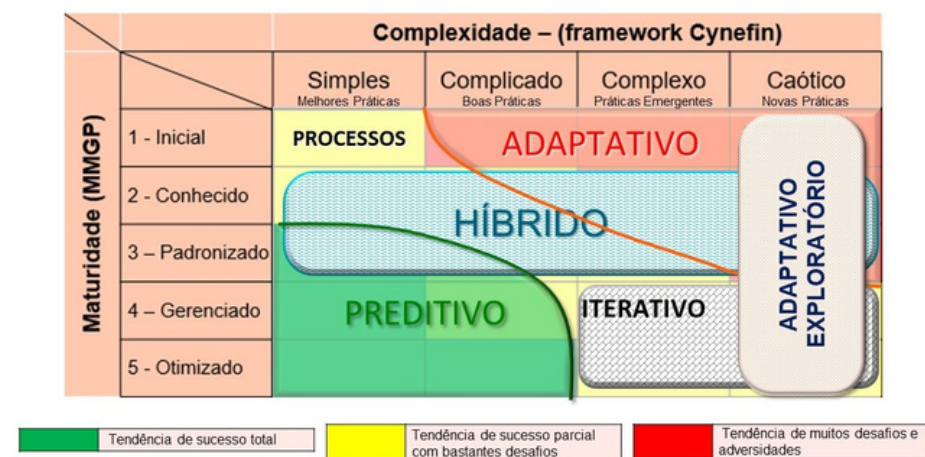 Complexidade – (framework Cynefin)
Simples
Melhores Práticas
Complicado
Boas Práticas
Complexo
Práticas Emergentes
Caótico
Novas Práticas
Maturidade (MMGP)
1 - Inicial
2 - Conhecido
3 – Padronizado
4 – Gerenciado
5 - Otimizado
PROCESSOS
ADAPTATIVO
HÍBRIDO
PREDITIVO
ITERATIVO
ADAPTATIVO
EXPLORATÓRIO
Tendência de sucesso total
Tendência de sucesso parcial
com bastantes desafios
Tendência de muitos desafios e
adversidades